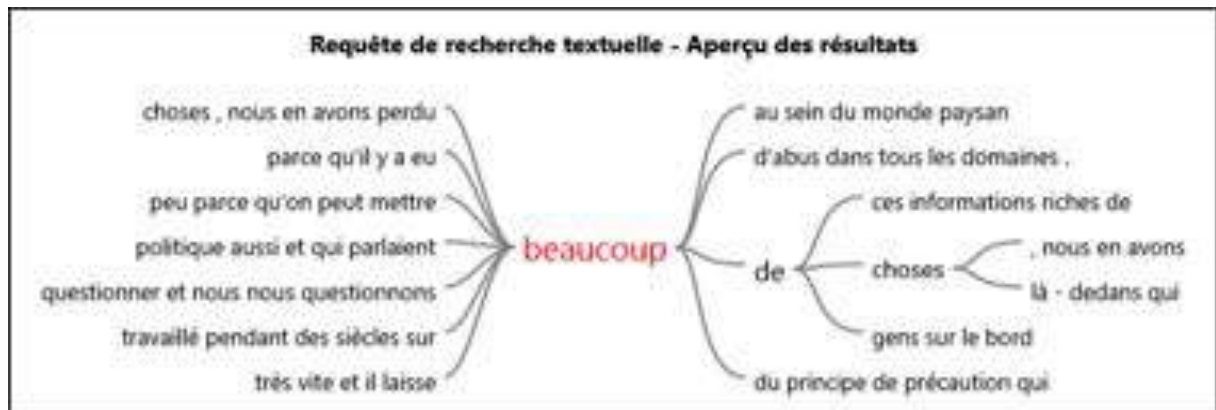 Requête de recherche textuelle - Aperçu des résultats
choses , nous en avons perdu
parce qu'il y a eu
peu parce qu'on peut mettre
politique aussi et qui parlaient
questionner et nous nous questionnons
travaillé pendant des siècles sur
très vite et il laisse
beaucoup
au sein du monde paysan
d'abus dans tous les domaines .
de
ces informations riches de
choses
, nous en avons
là - dedans qui
gens sur le bord
du principe de précaution qui